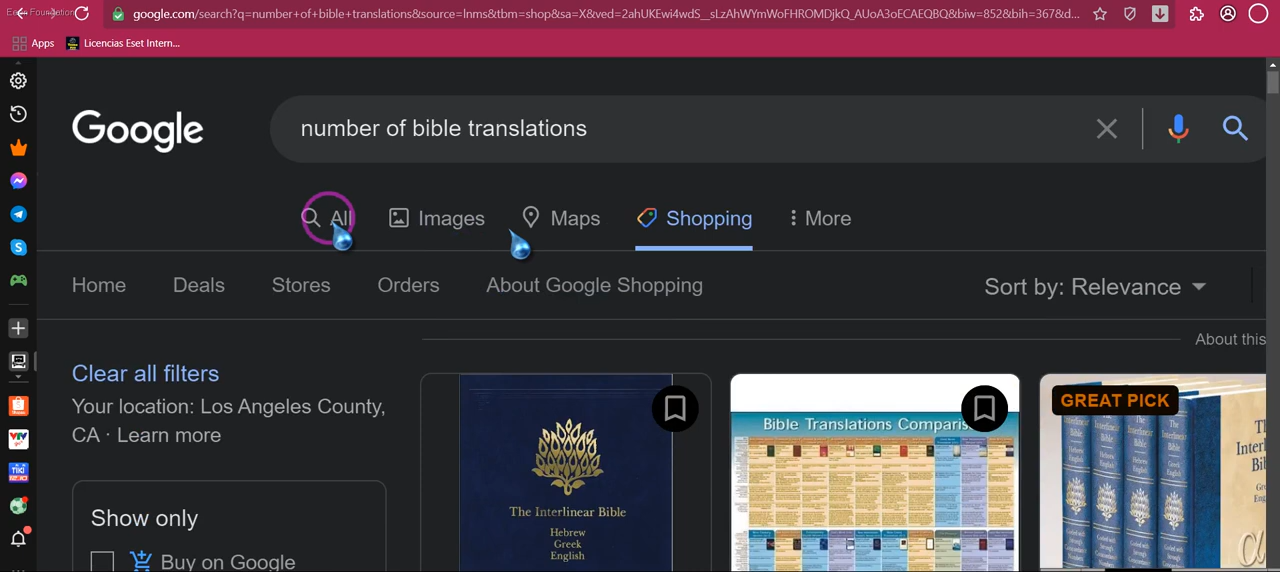 google.com/search?q=number+of+bible+translations&source=lnms&tbm=shop&sa=X&ved=2ahUKEwi4wdS__sLzAhWYmWoFHROMDjkQ_AUoA3oECAEQBQ&biw=852&bih=367&d...
Apps
Licencias Eset Intern...
Google
number of bible translations
All
Images
Maps
Shopping
More
Home
Deals
Stores
Orders
About Google Shopping
Sort by: Relevance
About this
Clear all filters
Your location: Los Angeles County,
CA · Learn more
Show only
Buy on Google
The Interlinear Bible
Hebrew
Greek
English
Bible Translations Comparis
GREAT PICK